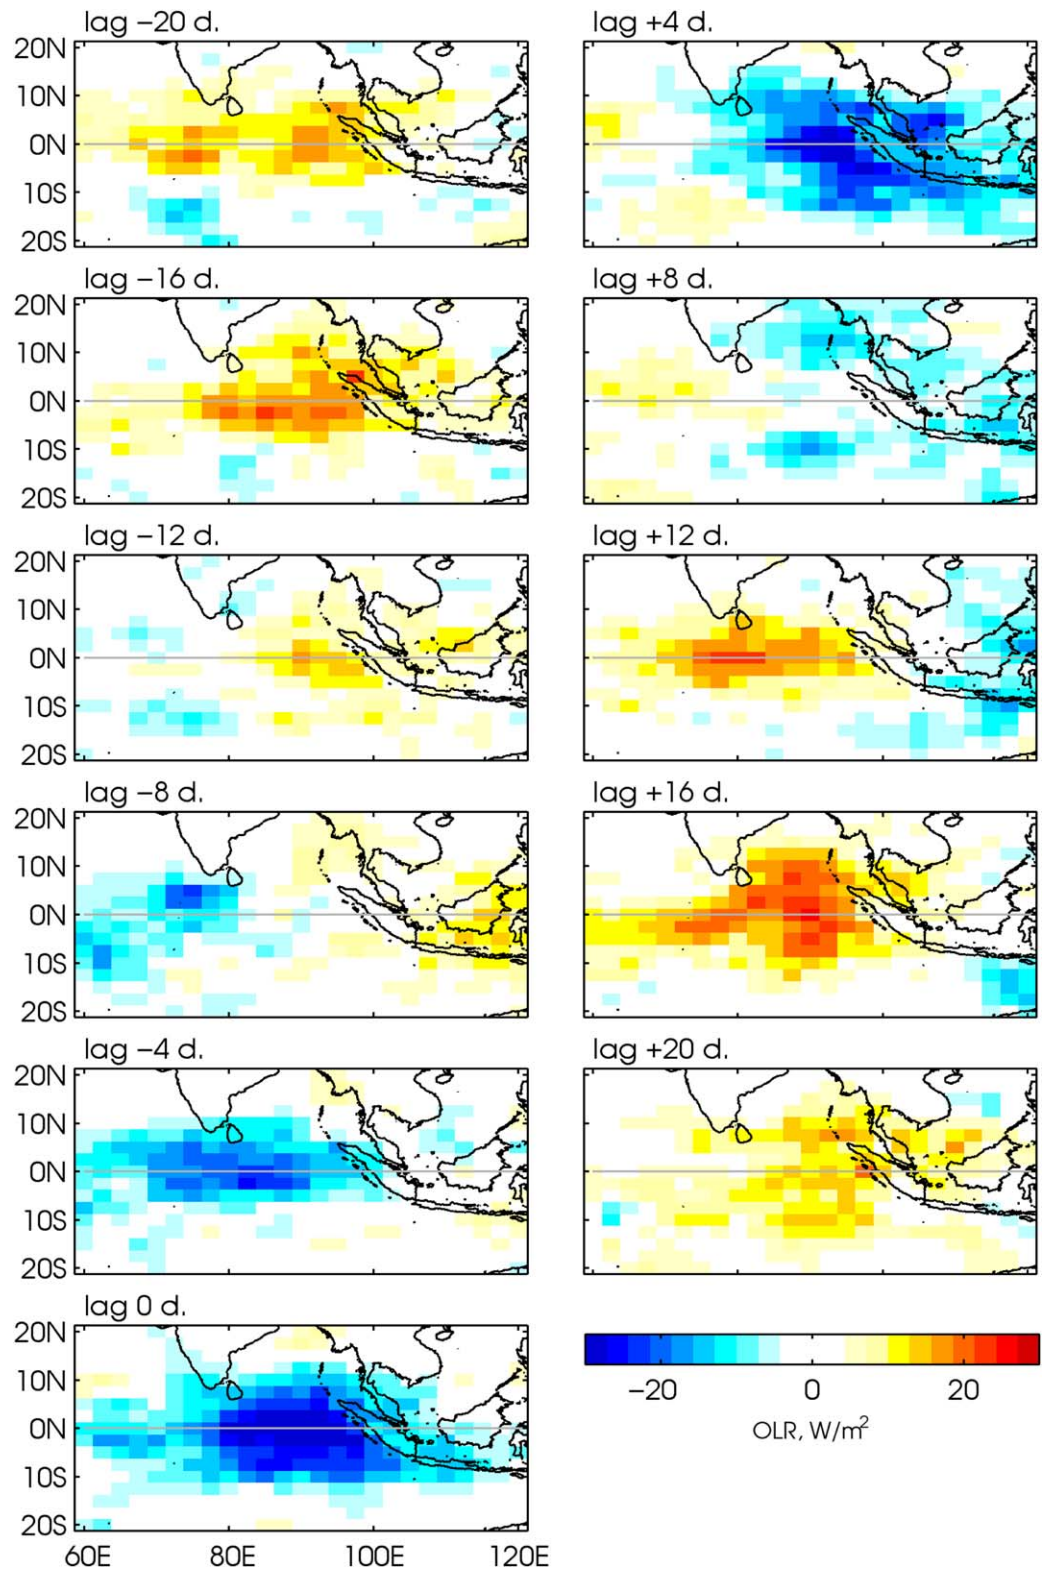 lag −20 d.
20N
10N
0N
10S
20S
lag −16 d.
20N
10N
0N
10S
20S
lag −12 d.
20N
10N
0N
10S
20S
lag −8 d.
20N
10N
0N
10S
20S
lag −4 d.
20N
10N
0N
10S
20S
lag 0 d.
20N
10N
0N
10S
20S
60E 80E 100E 120E
lag +4 d.
lag +8 d.
lag +12 d.
lag +16 d.
lag +20 d.
−20 0 20
OLR, W/m²